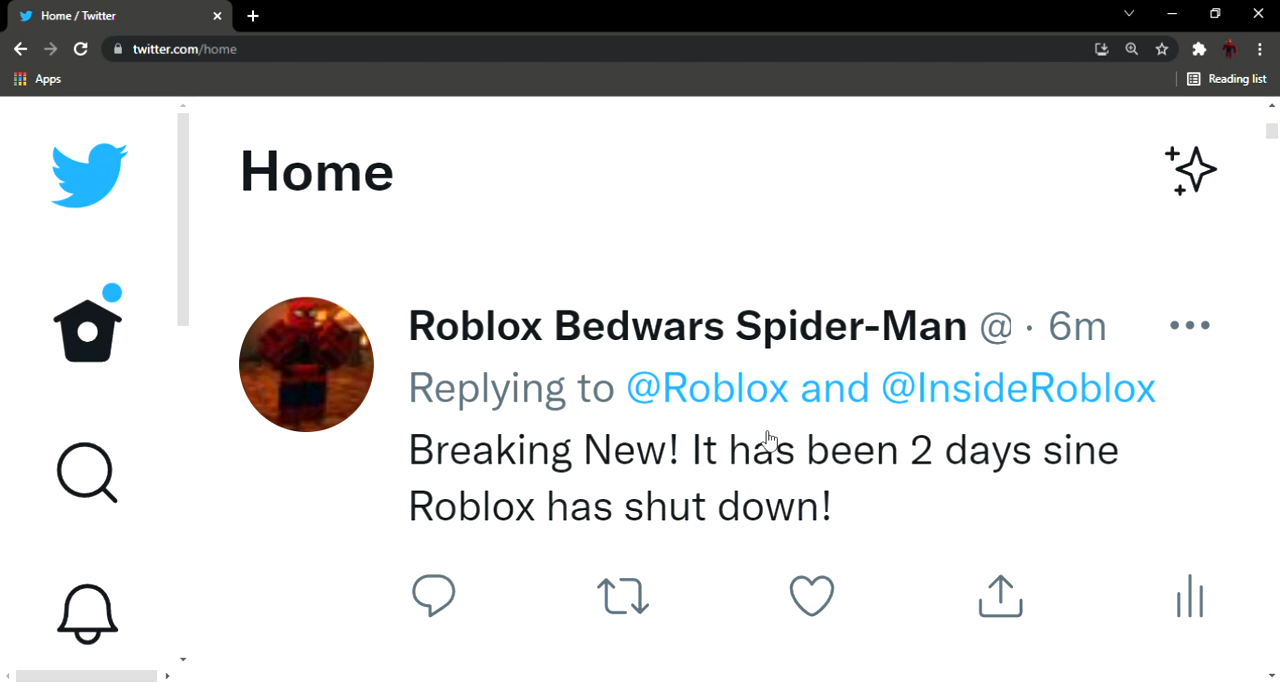 Home / Twitter
twitter.com/home
Apps
Reading list
Home
Roblox Bedwars Spider-Man @ · 6m
Replying to @Roblox and @InsideRoblox
Breaking New! It has been 2 days sine
Roblox has shut down!